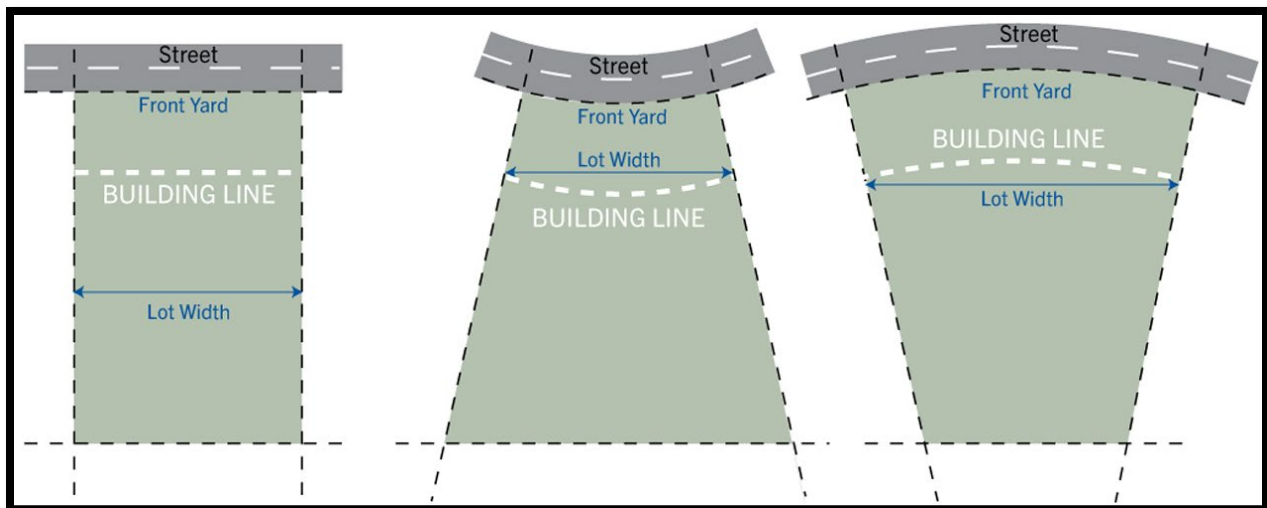 Street
Front Yard
BUILDING LINE
Lot Width
Street
Front Yard
Lot Width
BUILDING LINE
Street
Front Yard
BUILDING LINE
Lot Width